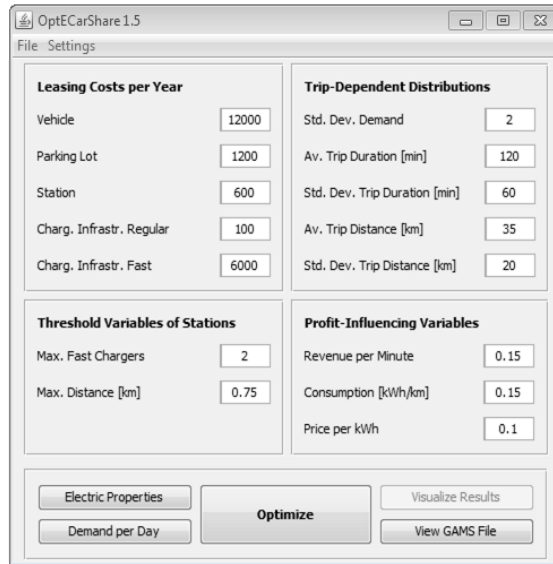 OptECarShare 1.5
File Settings
Leasing Costs per Year
Vehicle 12000
Parking Lot 1200
Station 600
Charg. Infrastr. Regular 100
Charg. Infrastr. Fast 6000
Trip-Dependent Distributions
Std. Dev. Demand 2
Av. Trip Duration [min] 120
Std. Dev. Trip Duration [min] 60
Av. Trip Distance [km] 35
Std. Dev. Trip Distance [km] 20
Threshold Variables of Stations
Max. Fast Chargers 2
Max. Distance [km] 0.75
Profit-Influencing Variables
Revenue per Minute 0.15
Consumption [kWh/km] 0.15
Price per kWh 0.1
Electric Properties
Demand per Day
Optimize
Visualize Results
View GAMS File